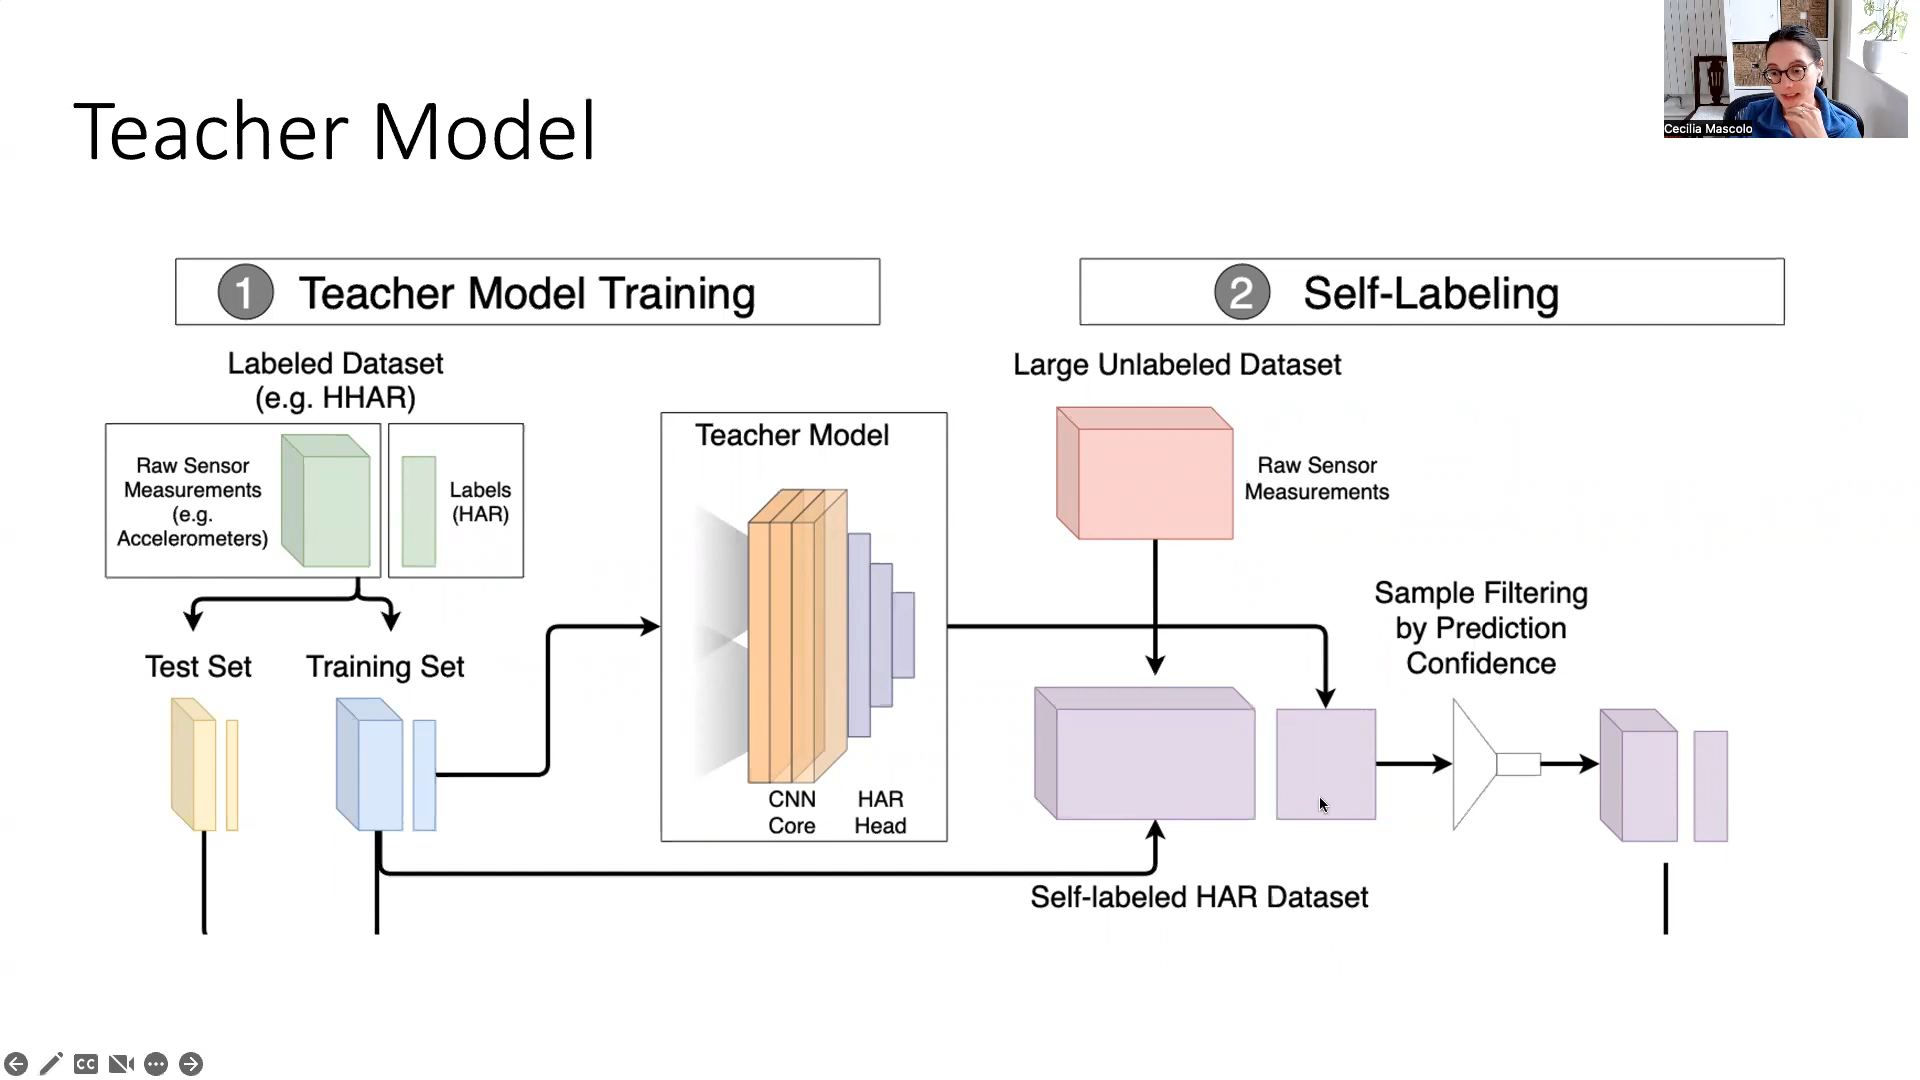 Teacher Model
Cecilia Mascolo
1 Teacher Model Training
2 Self-Labeling
Labeled Dataset
(e.g. HHAR)
Raw Sensor
Measurements
(e.g.
Accelerometers)
Labels
(HAR)
Test Set
Training Set
Teacher Model
CNN
Core
HAR
Head
Large Unlabeled Dataset
Raw Sensor
Measurements
Sample Filtering
by Prediction
Confidence
Self-labeled HAR Dataset
CC